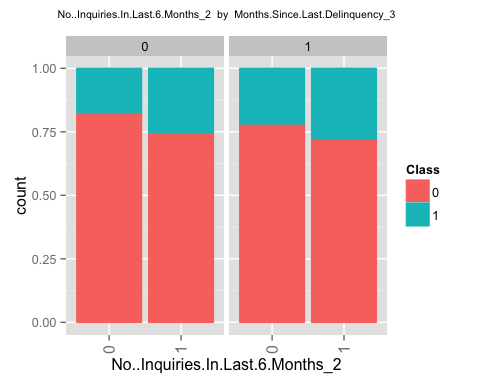 No..Inquiries.In.Last.6.Months_2 by Months.Since.Last.Delinquency_3
0 1
1.00
0.75
0.50
0.25
0.00
count
0 1 0 1
No..Inquiries.In.Last.6.Months_2
Class
0
1